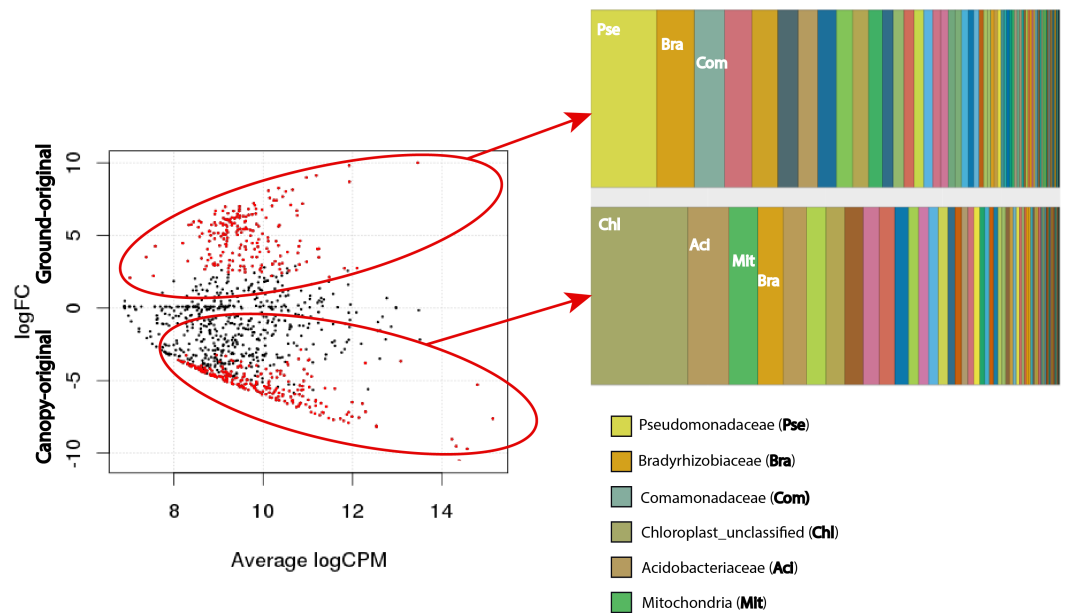 Pse
Bra
Com
Ground-original
Canopy-original
logFC
10
5
0
-5
-10
8
10
12
14
Average logCPM
Chl
Aci
Mit
Bra
Pseudomonadaceae (Pse)
Bradyrhizobiaceae (Bra)
Comamonadaceae (Com)
Chloroplast_unclassified (Chl)
Acidobacteriaceae (Aci)
Mitochondria (Mit)